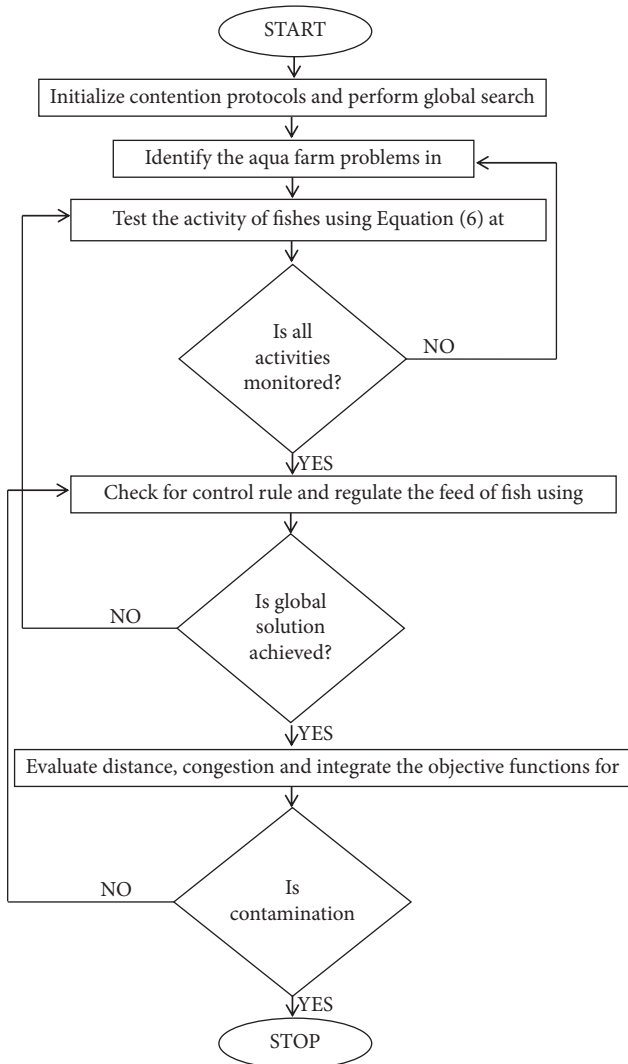 START
Initialize contention protocols and perform global search
Identify the aqua farm problems in
Test the activity of fishes using Equation (6) at
Is all
activities
monitored?
NO
YES
Check for control rule and regulate the feed of fish using
NO
Is global
solution
achieved?
YES
Evaluate distance, congestion and integrate the objective functions for
NO
Is
contamination
YES
STOP